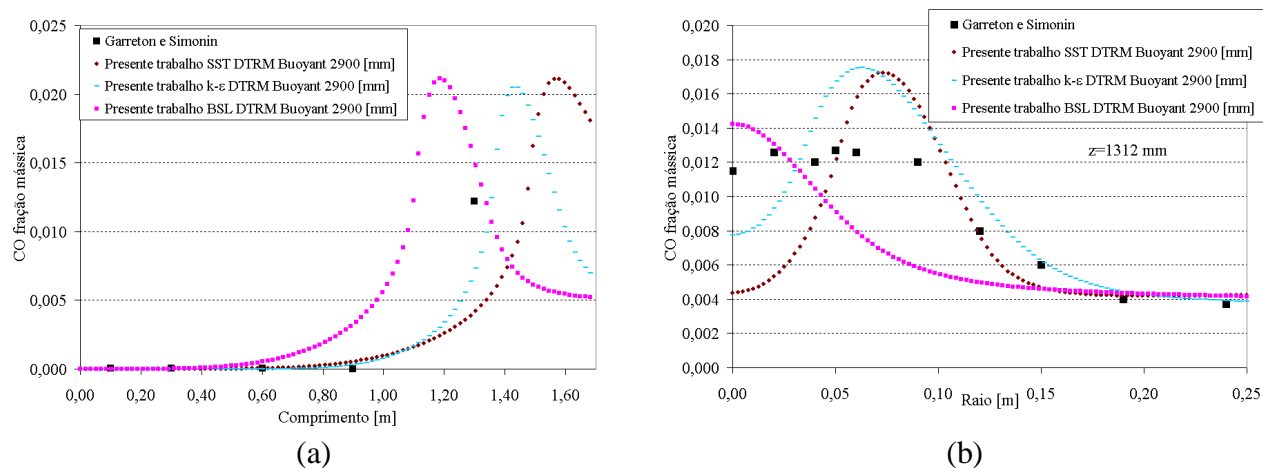 0,025
0,020
0,015
0,010
0,005
0,000
CO fração mássica
Garreton e Simonin
Presente trabalho SST DTRM Buoyant 2900 [mm]
Presente trabalho k-ε DTRM Buoyant 2900 [mm]
Presente trabalho BSL DTRM Buoyant 2900 [mm]
0,00 0,20 0,40 0,60 0,80 1,00 1,20 1,40 1,60
Comprimento [m]
(a)
0,020
0,018
0,016
0,014
0,012
0,010
0,008
0,006
0,004
0,002
0,000
CO fração mássica
Garreton e Simonin
Presente trabalho SST DTRM Buoyant 2900 [mm]
Presente trabalho k-ε DTRM Buoyant 2900 [mm]
Presente trabalho BSL DTRM Buoyant 2900 [mm]
z=1312 mm
0,00 0,05 0,10 0,15 0,20 0,25
Raio [m]
(b)